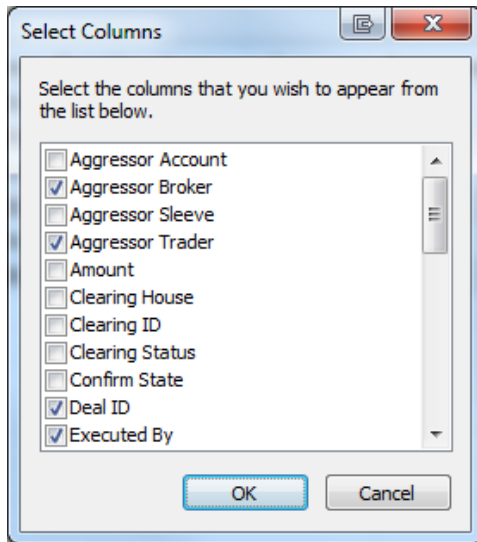 Select Columns
Select the columns that you wish to appear from
the list below.
Aggressor Account
Aggressor Broker
Aggressor Sleeve
Aggressor Trader
Amount
Clearing House
Clearing ID
Clearing Status
Confirm State
Deal ID
Executed By
OK Cancel